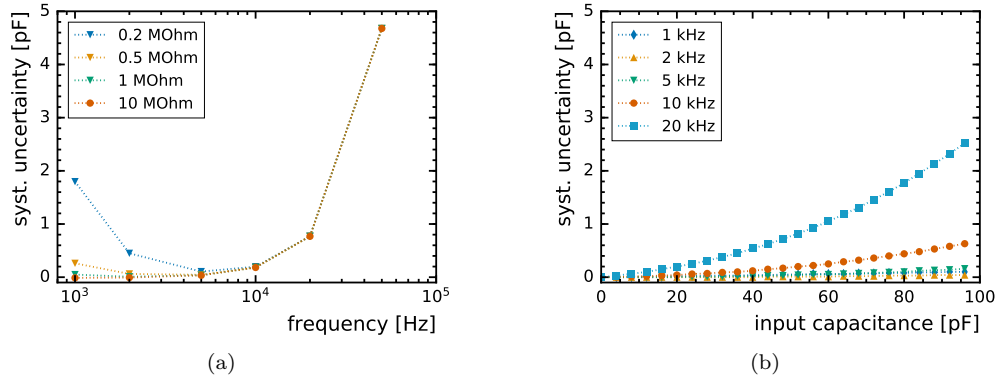 syst. uncertainty [pF]
5
4
3
2
1
0
0.2 MOhm
0.5 MOhm
1 MOhm
10 MOhm
10³ 10⁴ 10⁵
frequency [Hz]
(a)
syst. uncertainty [pF]
5
4
3
2
1
0
1 kHz
2 kHz
5 kHz
10 kHz
20 kHz
0 20 40 60 80 100
input capacitance [pF]
(b)